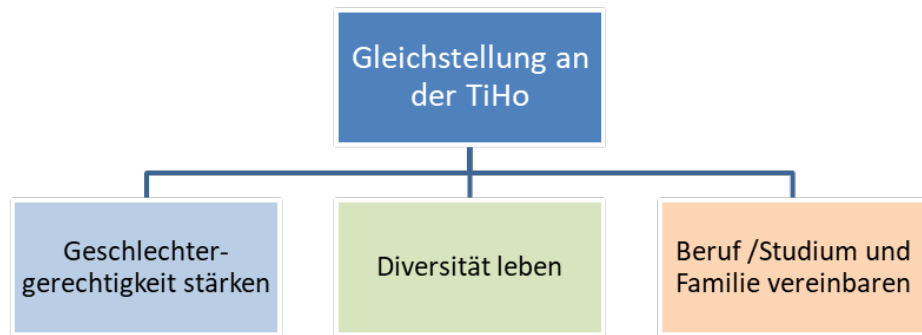 Gleichstellung an
der TiHo
Geschlechter-
gerechtigkeit stärken
Diversität leben
Beruf /Studium und
Familie vereinbaren